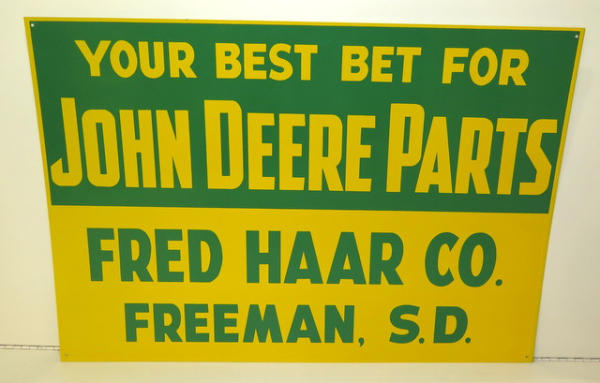 YOUR BEST BET FOR
JOHN DEERE PARTS
FRED HAAR CO.
FREEMAN, S.D.